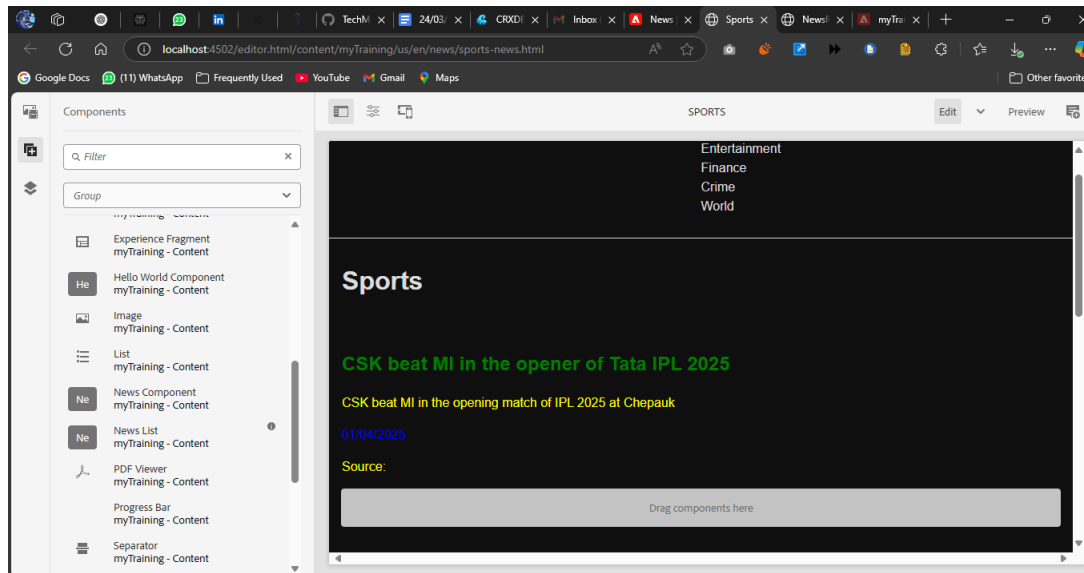 TechM
24/03/
CRXDE
Inbox
News
Sports
NewsF
myTrai
localhost:4502/editor.html/content/myTraining/us/en/news/sports-news.html
Google Docs
(11) WhatsApp
Frequently Used
YouTube
Gmail
Maps
Other favorite
Components
SPORTS
Edit
Preview
Filter
Group
myTraining - Content
Experience Fragment
myTraining - Content
He
Hello World Component
myTraining - Content
Image
myTraining - Content
List
myTraining - Content
Ne
News Component
myTraining - Content
Ne
News List
myTraining - Content
PDF Viewer
myTraining - Content
Progress Bar
myTraining - Content
Separator
myTraining - Content
Entertainment
Finance
Crime
World
Sports
CSK beat MI in the opener of Tata IPL 2025
CSK beat MI in the opening match of IPL 2025 at Chepauk
01/04/2025
Source:
Drag components here